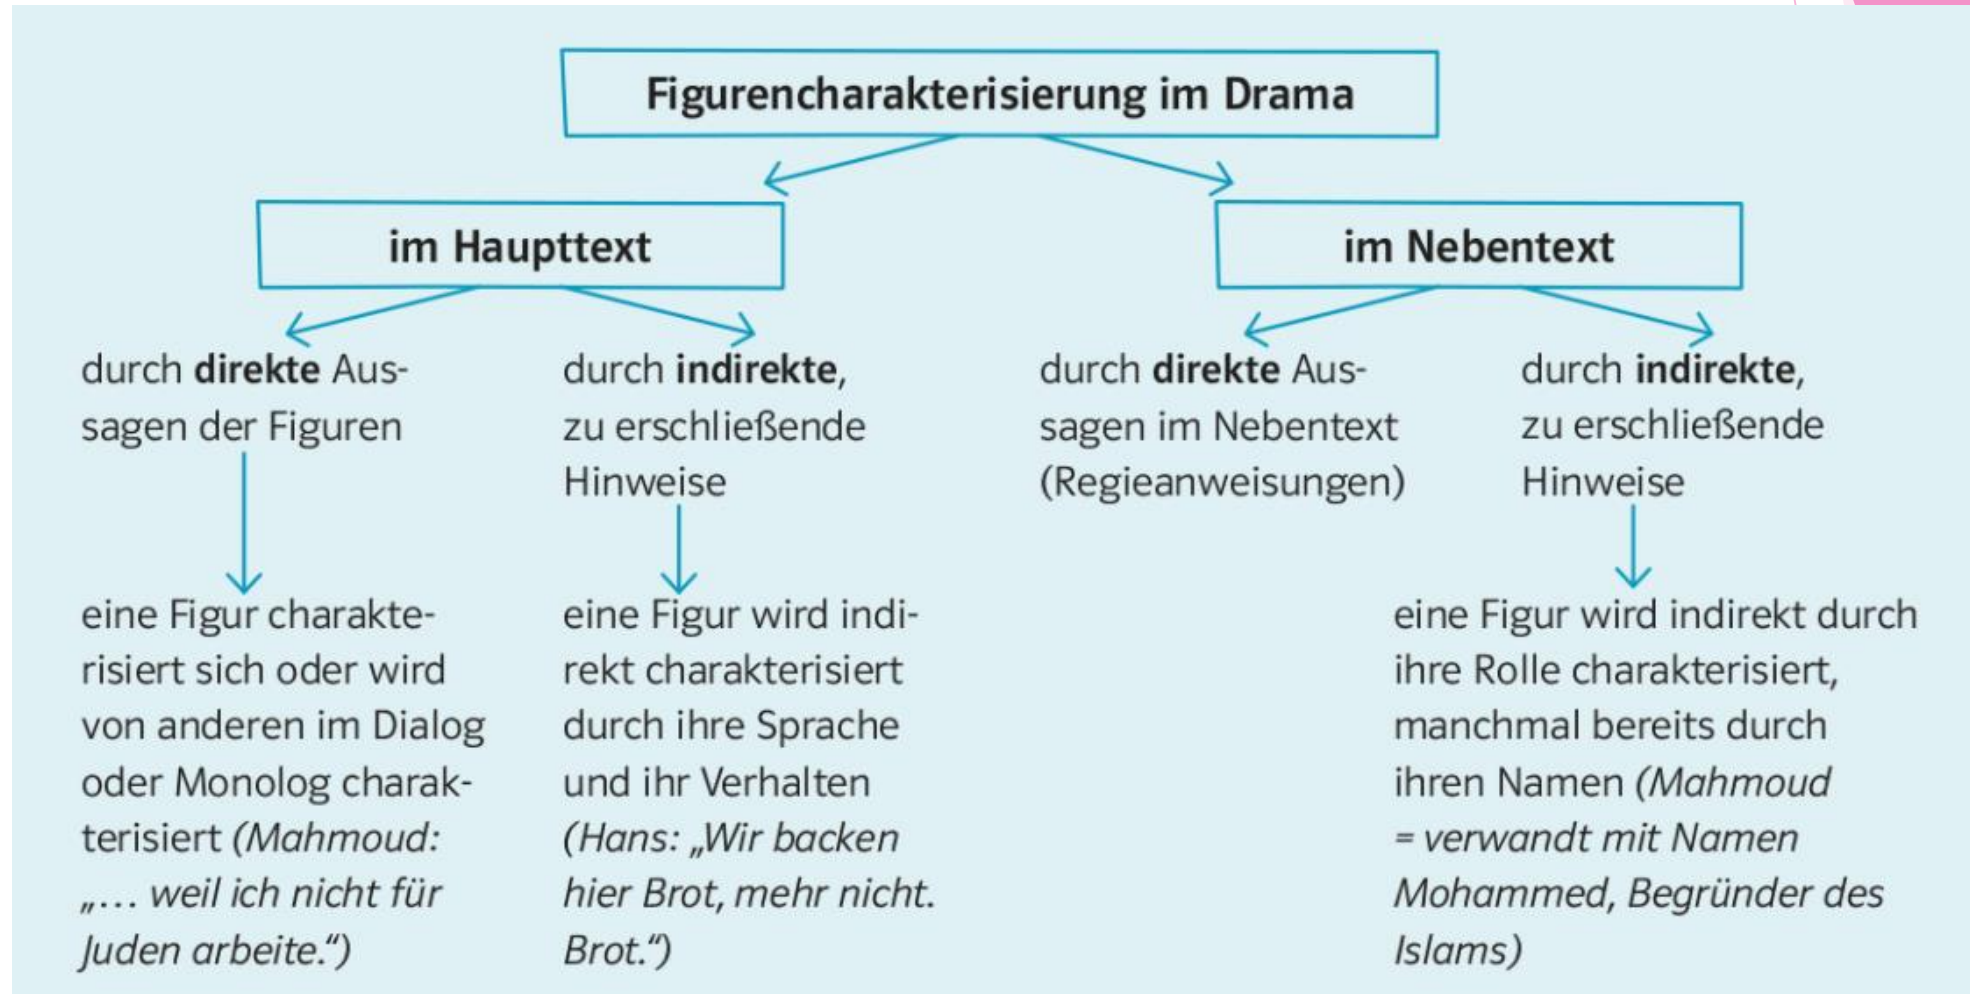 Figurencharakterisierung im Drama
im Haupttext
im Nebentext
durch direkte Aus-
sagen der Figuren
durch indirekte,
zu erschließende
Hinweise
durch direkte Aus-
sagen im Nebentext
(Regieanweisungen)
durch indirekte,
zu erschließende
Hinweise
eine Figur charakte-
risiert sich oder wird
von anderen im Dialog
oder Monolog charak-
terisiert (Mahmoud:
„… weil ich nicht für
Juden arbeite.“)
eine Figur wird indi-
rekt charakterisiert
durch ihre Sprache
und ihr Verhalten
(Hans: „Wir backen
hier Brot, mehr nicht.
Brot.“)
eine Figur wird indirekt durch
ihre Rolle charakterisiert,
manchmal bereits durch
ihren Namen (Mahmoud
= verwandt mit Namen
Mohammed, Begründer des
Islams)